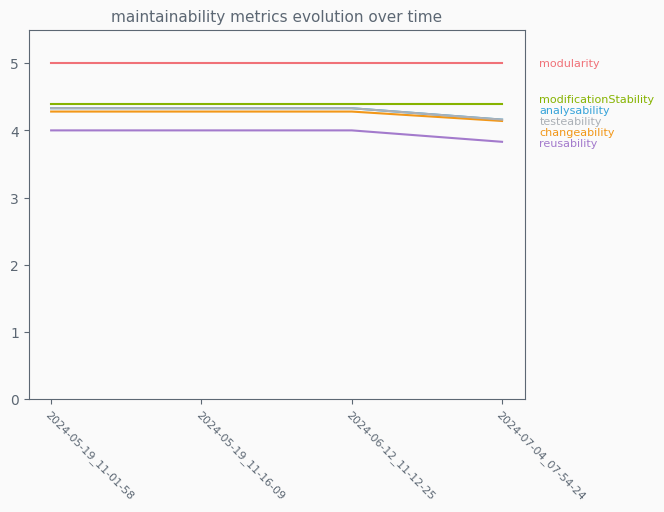 maintainability metrics evolution over time
5
4
3
2
1
0
modularity
modificationStability
analysability
testeability
changeability
reusability
2024-05-19_11-01-58
2024-05-19_11-16-09
2024-06-12_11-12-25
2024-07-04_07-54-24